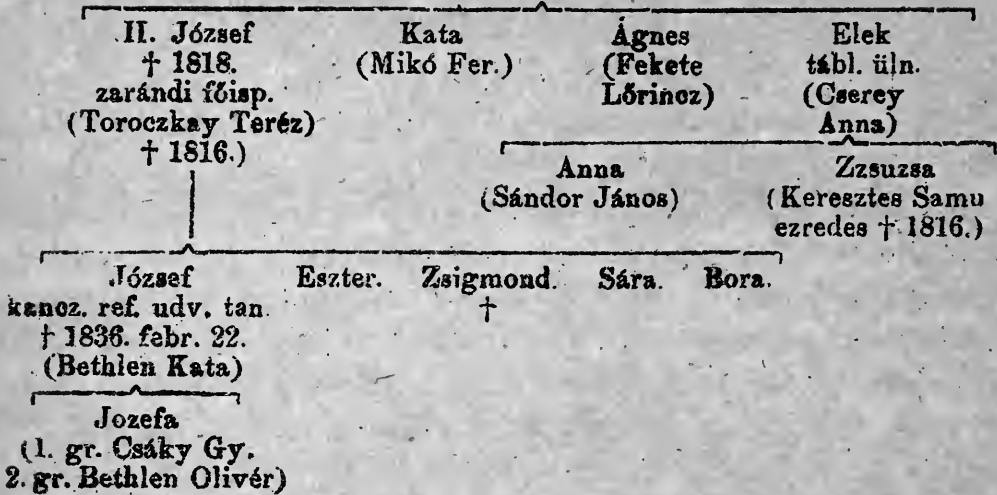 II. József Kata Ágnes Elek
† 1818. (Mikó Fer.) (Fekete tábl. üln.
zarándi főisp. Lőrincz) (Cserey
(Toroczkay Teréz) Anna)
† 1816.)
Anna Zzsuzsa
(Sándor János) (Keresztes Samu
ezredes † 1816.)
József Eszter. Zsigmond. Sára. Bora.
kancz. ref. udv. tan. †
† 1836. febr. 22.
(Bethlen Kata)
Jozefa
(1. gr. Csáky Gy.
2. gr. Bethlen Olivér)